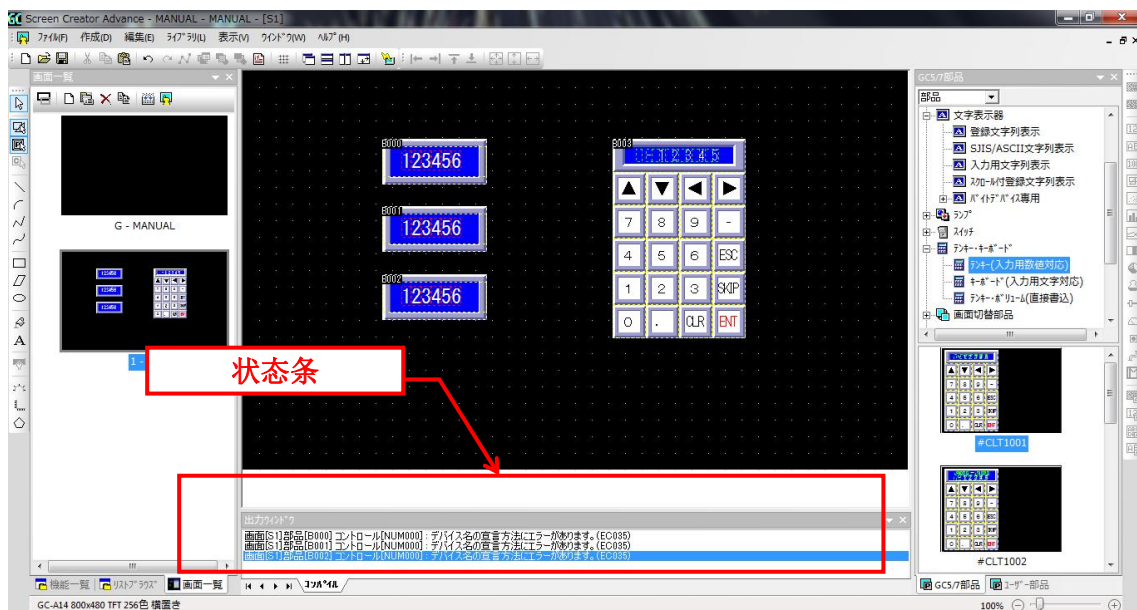 Screen Creator Advance - MANUAL - MANUAL - [S1]
ファイル(F) 作成(D) 編集(E) ライブラリ(L) 表示(V) ウインドウ(W) ヘルプ(H)
画面一覧
G - MANUAL
1 -
B000
123456
B001
123456
B002
123456
B003
7 8 9 -
4 5 6 ESC
1 2 3 SKIP
0 . CLR ENT
状态条
GC5/7部品
部品
文字表示器
登録文字列表示
SJIS/ASCII文字列表示
入力用文字列表示
スクロール付登録文字列表示
バイトデバイス専用
ランプ
スイッチ
テンキー・キーボード
テンキー(入力用数値対応)
キーボード(入力用文字対応)
テンキー・ボリューム(直接書込)
画面切替部品
#CLT1001
#CLT1002
出力ウインドウ
画面[S1]部品[B000] コントロール[NUM000] : デバイス名の宣言方法にエラーがあります。(EC035)
画面[S1]部品[B001] コントロール[NUM000] : デバイス名の宣言方法にエラーがあります。(EC035)
画面[S1]部品[B002] コントロール[NUM000] : デバイス名の宣言方法にエラーがあります。(EC035)
コンパイル
機能一覧 リストブラウズ 画面一覧
GC5/7部品 ユーザー部品
GC-A14 800x480 TFT 256色 横置き
100%